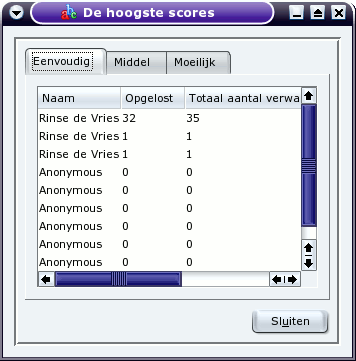 De hoogste scores
Eenvoudig Middel Moeilijk
Naam Opgelost Totaal aantal verwa
Rinse de Vries 32 35
Rinse de Vries 1 1
Rinse de Vries 1 1
Anonymous 0 0
Anonymous 0 0
Anonymous 0 0
Anonymous 0 0
Anonymous 0 0
Anonymous 0 0
Sluiten